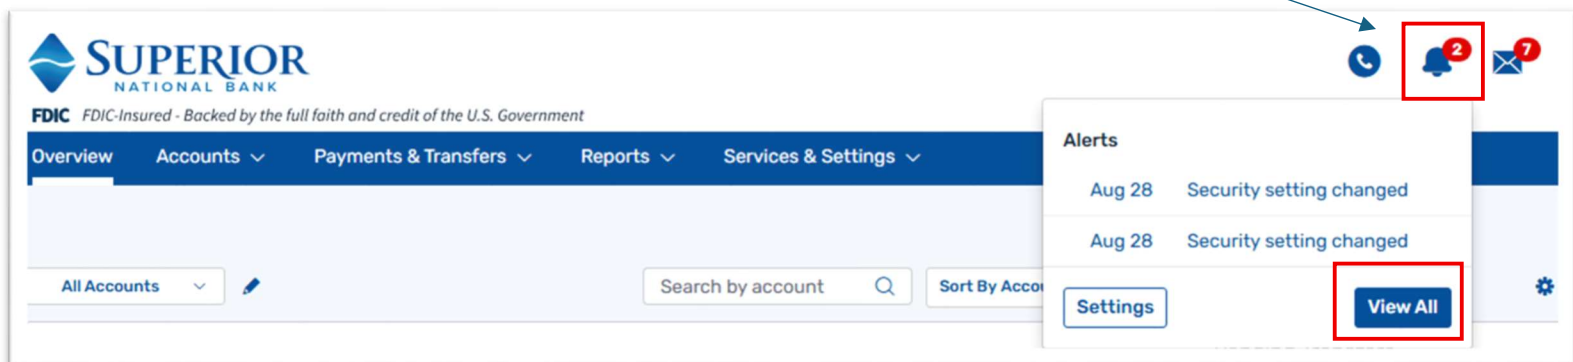 SUPERIOR
NATIONAL BANK
FDIC FDIC-Insured - Backed by the full faith and credit of the U.S. Government
2
7
Overview Accounts Payments & Transfers Reports Services & Settings
Alerts
Aug 28 Security setting changed
Aug 28 Security setting changed
All Accounts Search by account Sort By Accou
Settings View All